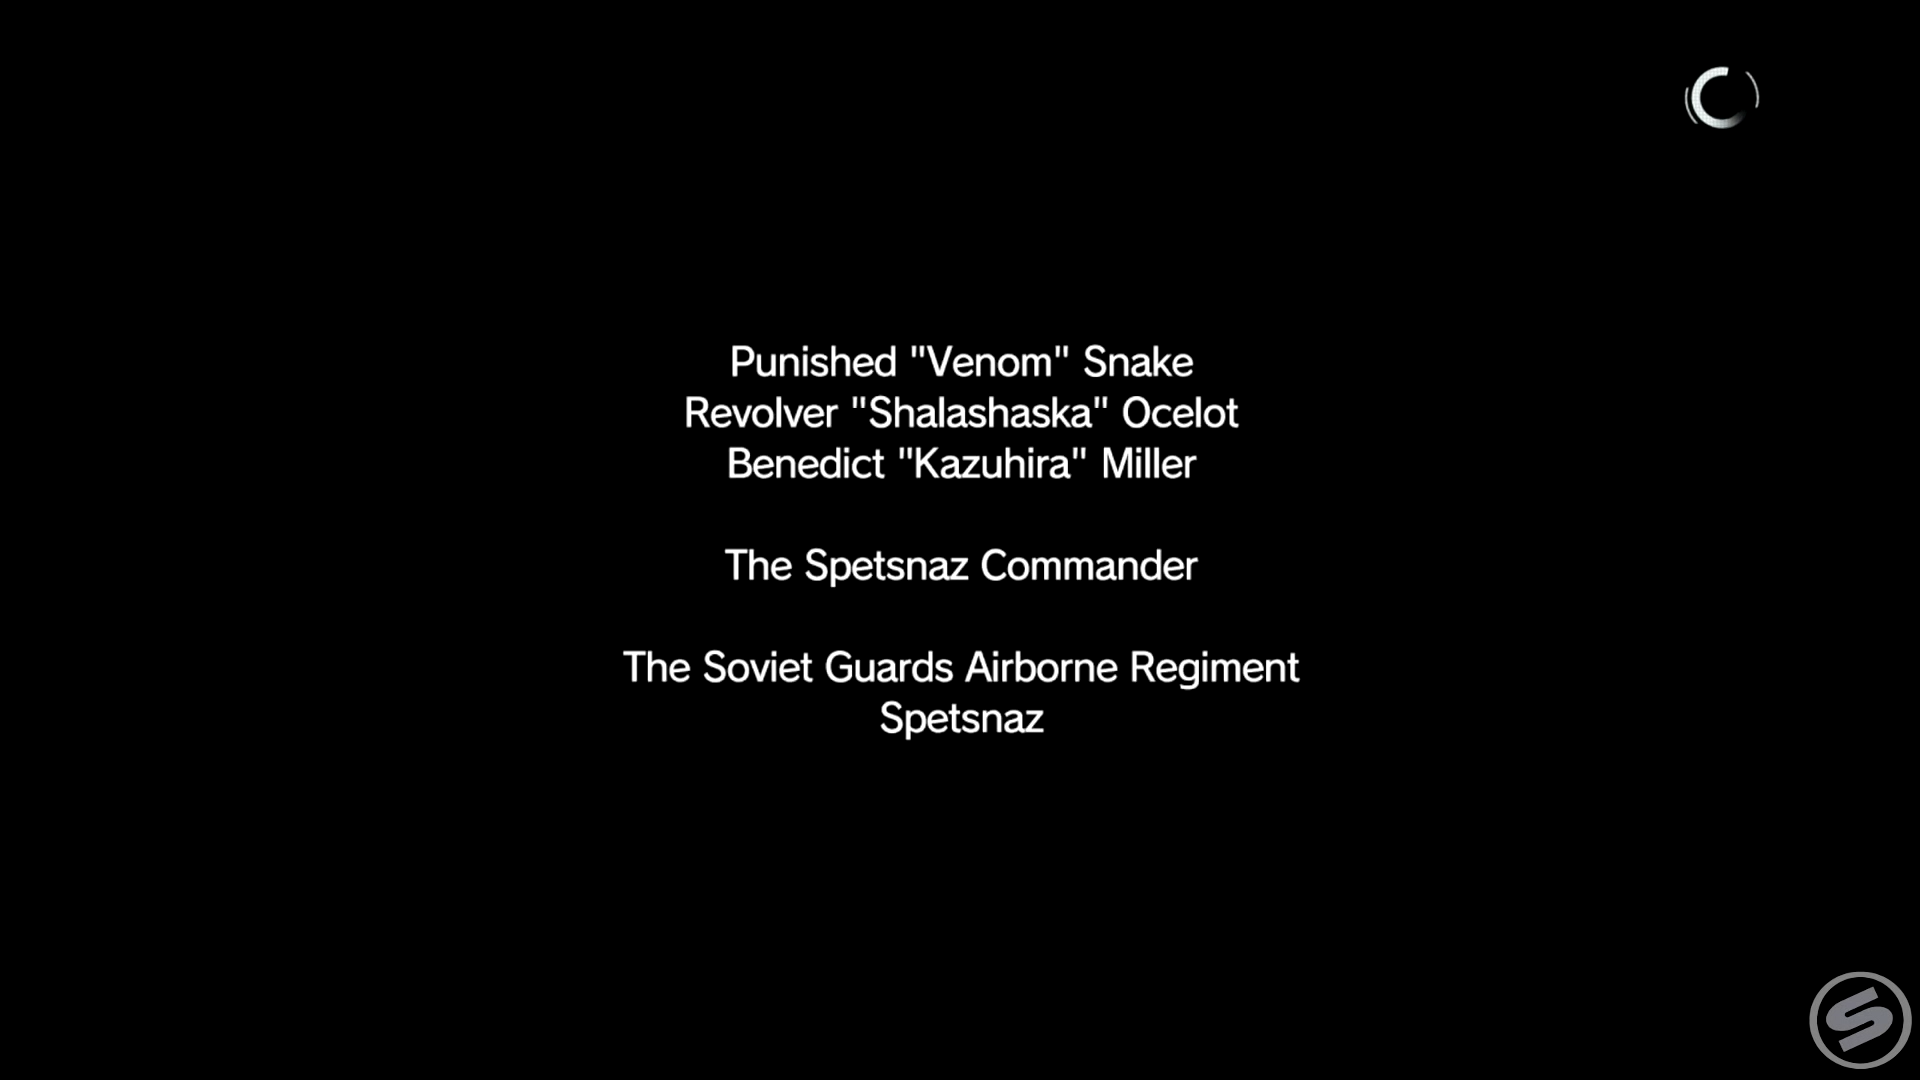 Punished "Venom" Snake
Revolver "Shalashaska" Ocelot
Benedict "Kazuhira" Miller
The Spetsnaz Commander
The Soviet Guards Airborne Regiment
Spetsnaz
S